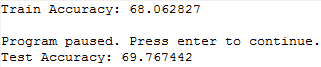 Train Accuracy: 68.062827
Program paused. Press enter to continue.
Test Accuracy: 69.767442